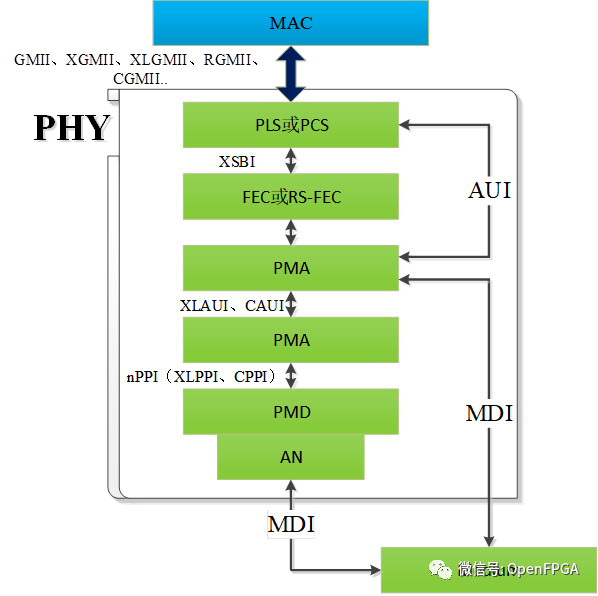 MAC
GMII、XGMII、XLGMII、RGMII、
CGMII..
PHY
PLS或PCS
XSBI
AUI
FEC或RS-FEC
PMA
XLAUI、CAUI
PMA
nPPI（XLPPI、CPPI）
PMD
MDI
AN
MDI
微信号: OpenFPGA